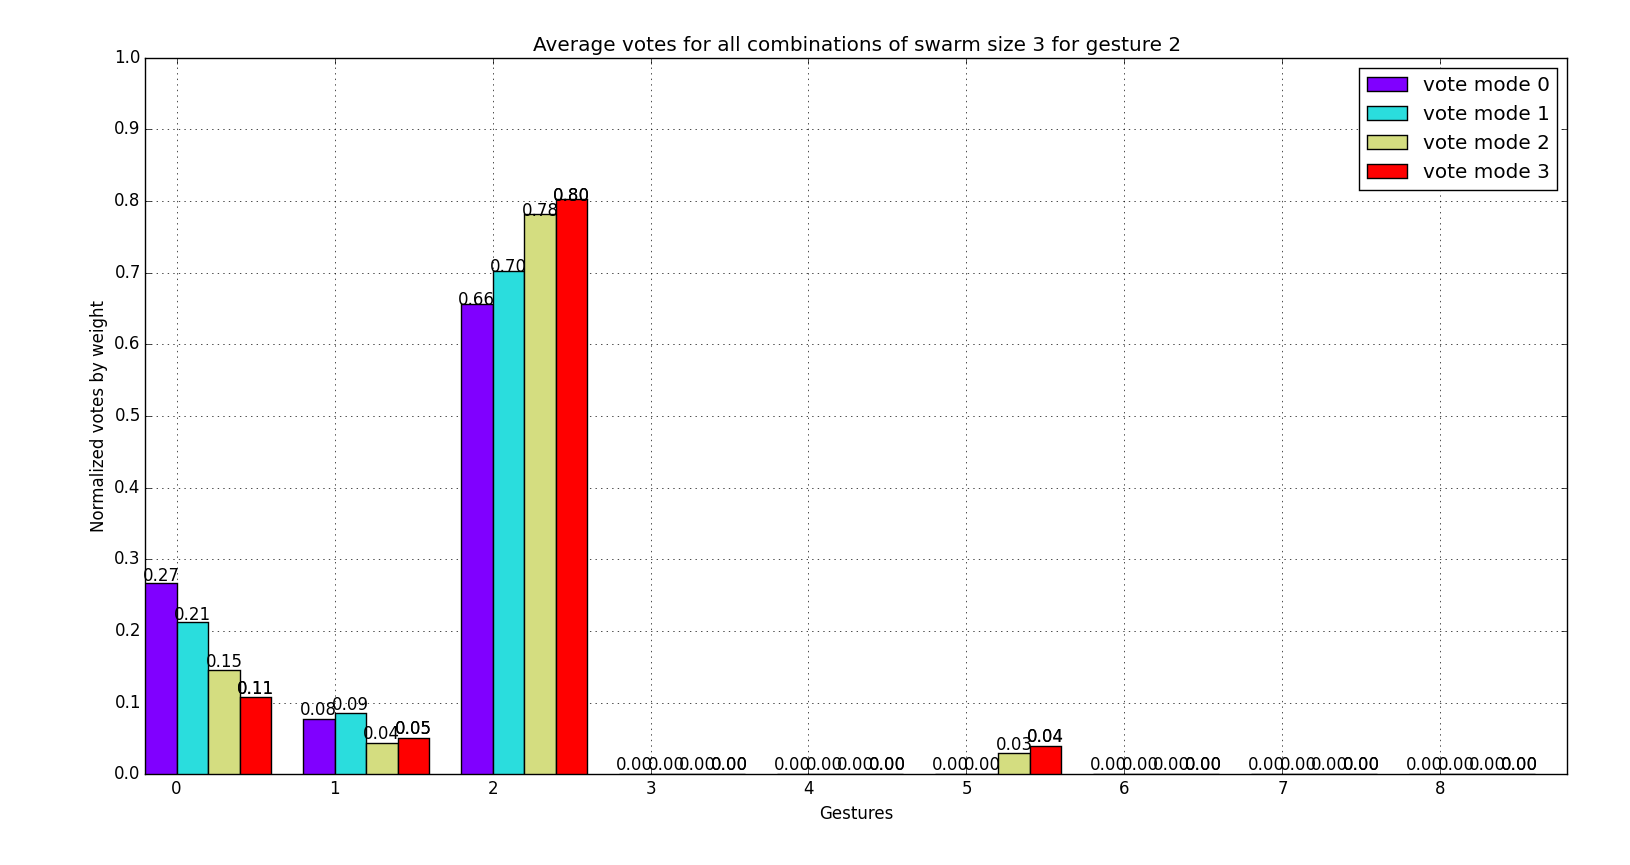 Average votes for all combinations of swarm size 3 for gesture 2
1.0
0.9
0.8
0.7
0.6
0.5
0.4
0.3
0.2
0.1
0.0
Normalized votes by weight
vote mode 0
vote mode 1
vote mode 2
vote mode 3
0.27
0.21
0.15
0.11
0.08
0.09
0.04
0.05
0.66
0.70
0.78
0.80
0.00 0.00 0.00 0.00
0.00 0.00 0.00 0.00
0.00 0.00 0.03 0.04
0.00 0.00 0.00 0.00
0.00 0.00 0.00 0.00
0.00 0.00 0.00 0.00
0 1 2 3 4 5 6 7 8
Gestures